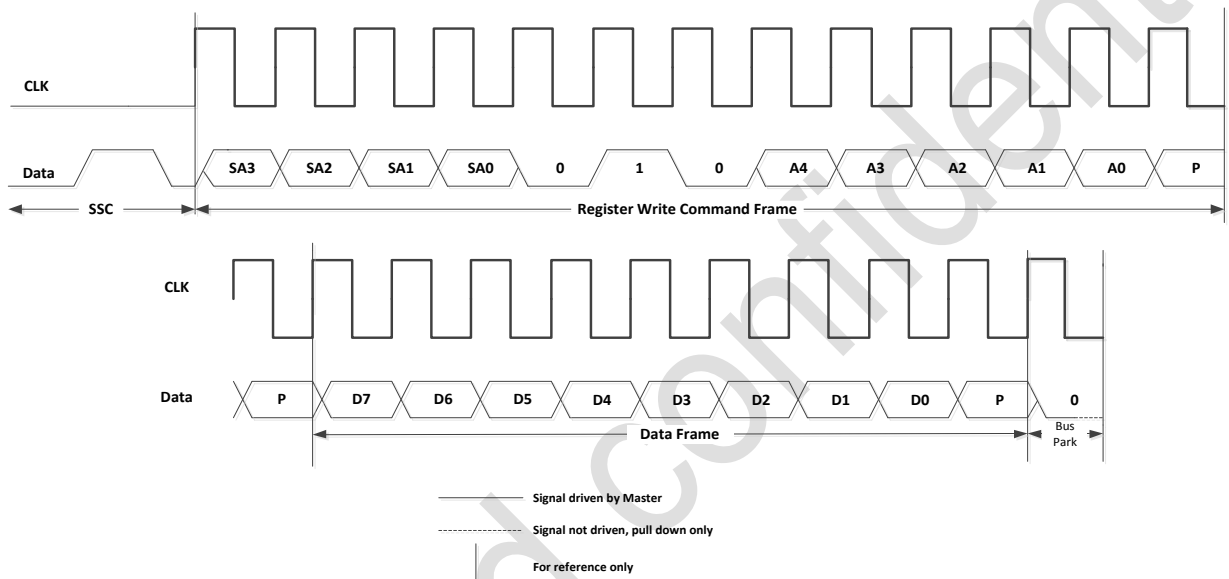 CLK
Data SA3 SA2 SA1 SA0 0 1 0 A4 A3 A2 A1 A0 P
SSC Register Write Command Frame
CLK
Data P D7 D6 D5 D4 D3 D2 D1 D0 P 0
Data Frame Bus
Park
Signal driven by Master
Signal not driven, pull down only
For reference only